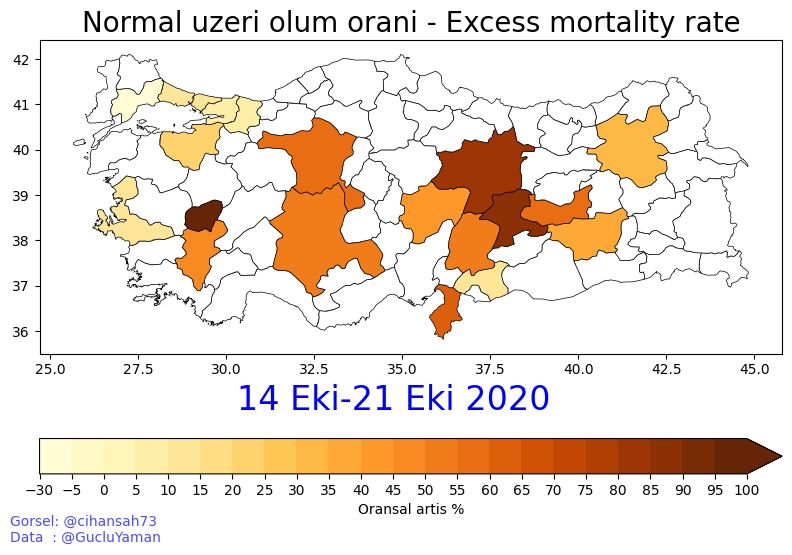 Normal uzeri olum orani - Excess mortality rate
42
41
40
39
38
37
36
25.0 27.5 30.0 32.5 35.0 37.5 40.0 42.5 45.0
14 Eki-21 Eki 2020
−30 −5 0 5 10 15 20 25 30 35 40 45 50 55 60 65 70 75 80 85 90 95 100
Oransal artis %
Gorsel: @cihansah73
Data : @GucluYaman